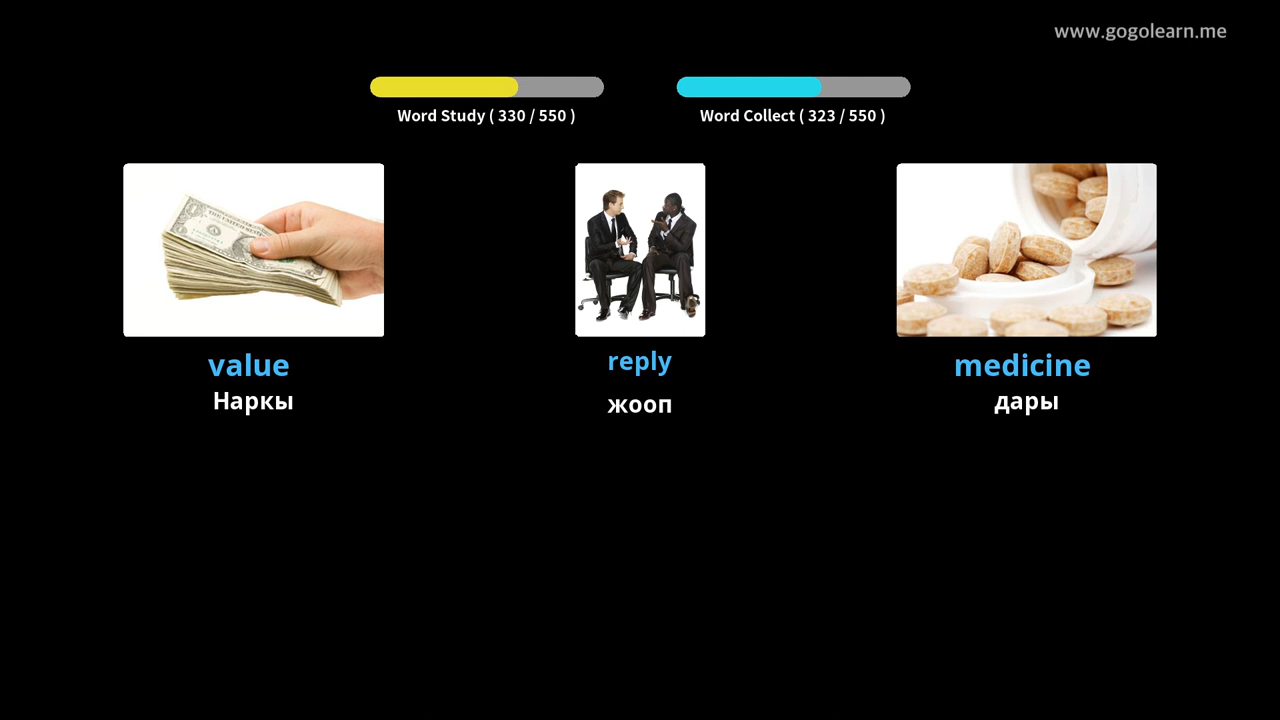 www.gogolearn.me
Word Study ( 330 / 550 )
Word Collect ( 323 / 550 )
value
Наркы
reply
жооп
medicine
дары